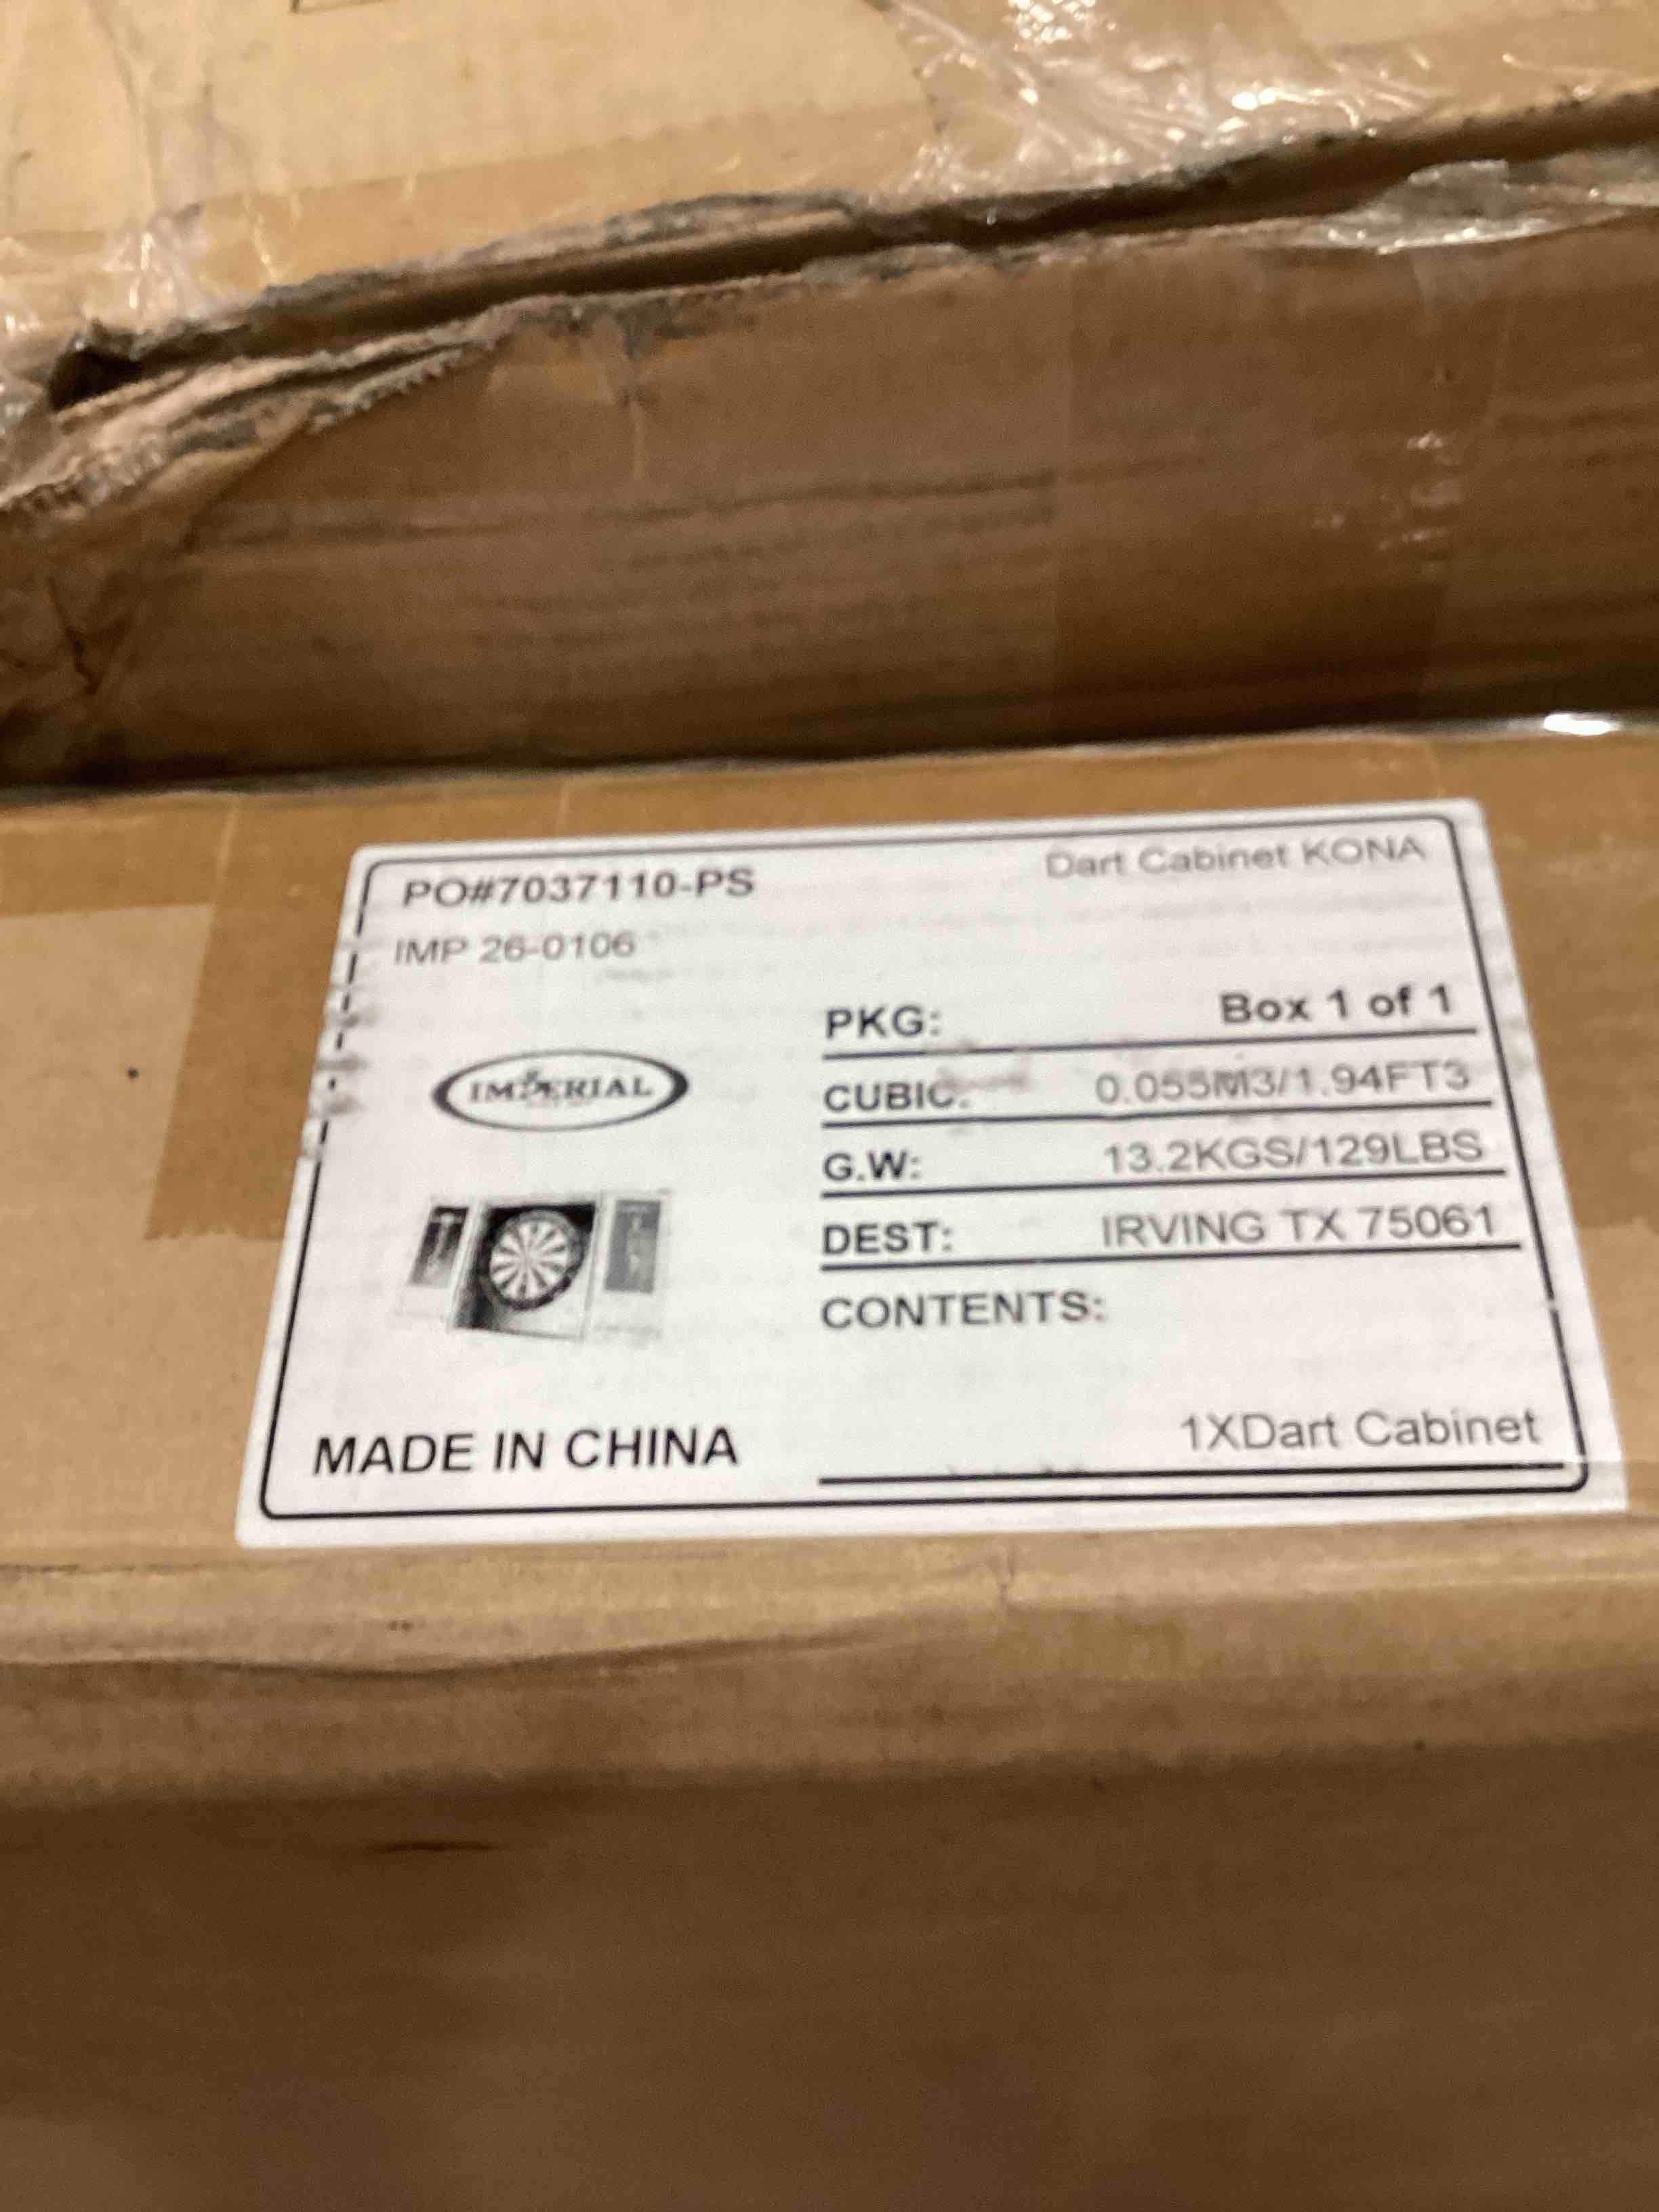 PO#7037110-PS
Dart Cabinet KONA
IMP 26-0106
PKG: Box 1 of 1
IMPERIAL
CUBIC: 0.055M3/1.94FT3
G.W: 13.2KGS/129LBS
DEST: IRVING TX 75061
CONTENTS:
1XDart Cabinet
MADE IN CHINA